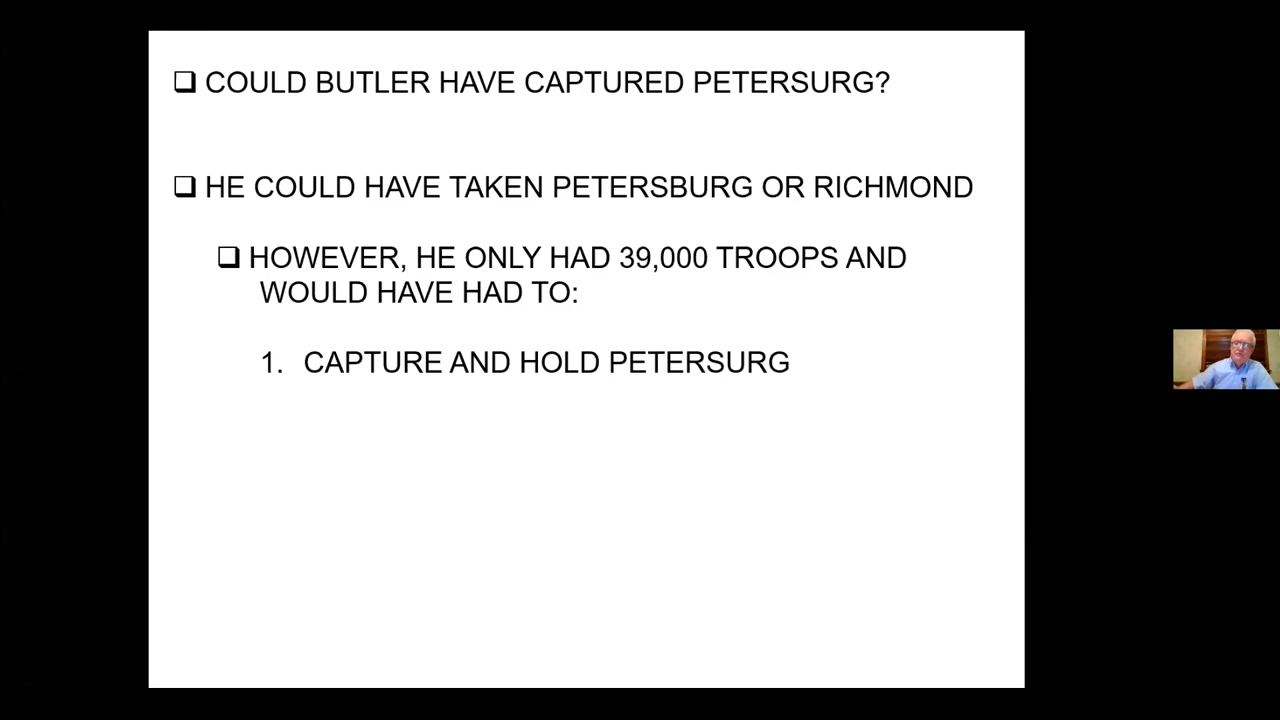 ❑ COULD BUTLER HAVE CAPTURED PETERSURG?
❑ HE COULD HAVE TAKEN PETERSBURG OR RICHMOND
❑ HOWEVER, HE ONLY HAD 39,000 TROOPS AND
WOULD HAVE HAD TO:
1. CAPTURE AND HOLD PETERSURG